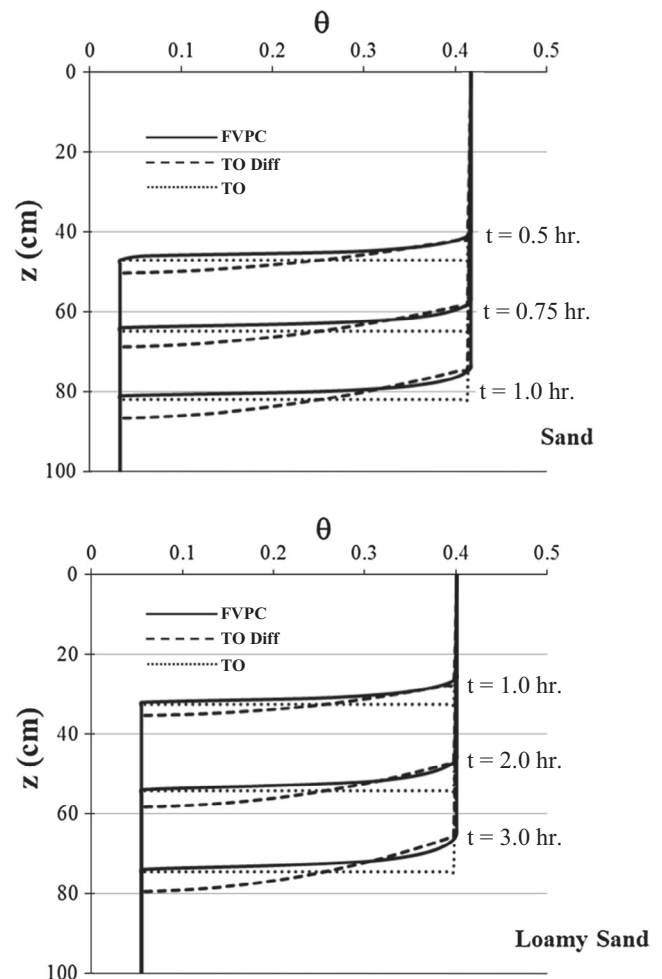 θ
0 0.1 0.2 0.3 0.4 0.5
0
20
40
60
80
100
z (cm)
FVPC
TO Diff
TO
t = 0.5 hr.
t = 0.75 hr.
t = 1.0 hr.
Sand
θ
0 0.1 0.2 0.3 0.4 0.5
0
20
40
60
80
100
z (cm)
FVPC
TO Diff
TO
t = 1.0 hr.
t = 2.0 hr.
t = 3.0 hr.
Loamy Sand